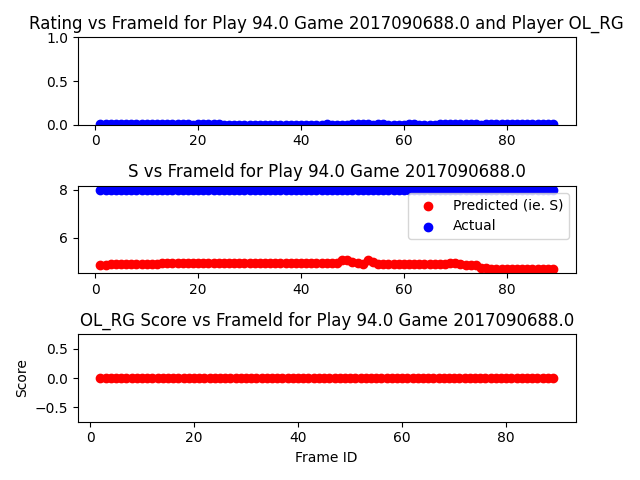 Rating vs FrameId for Play 94.0 Game 2017090688.0 and Player OL_RG
1.0
0.5
0.0
0 20 40 60 80
S vs FrameId for Play 94.0 Game 2017090688.0
8
6
Predicted (ie. S)
Actual
0 20 40 60 80
OL_RG Score vs FrameId for Play 94.0 Game 2017090688.0
Score
0.5
0.0
−0.5
0 20 40 60 80
Frame ID